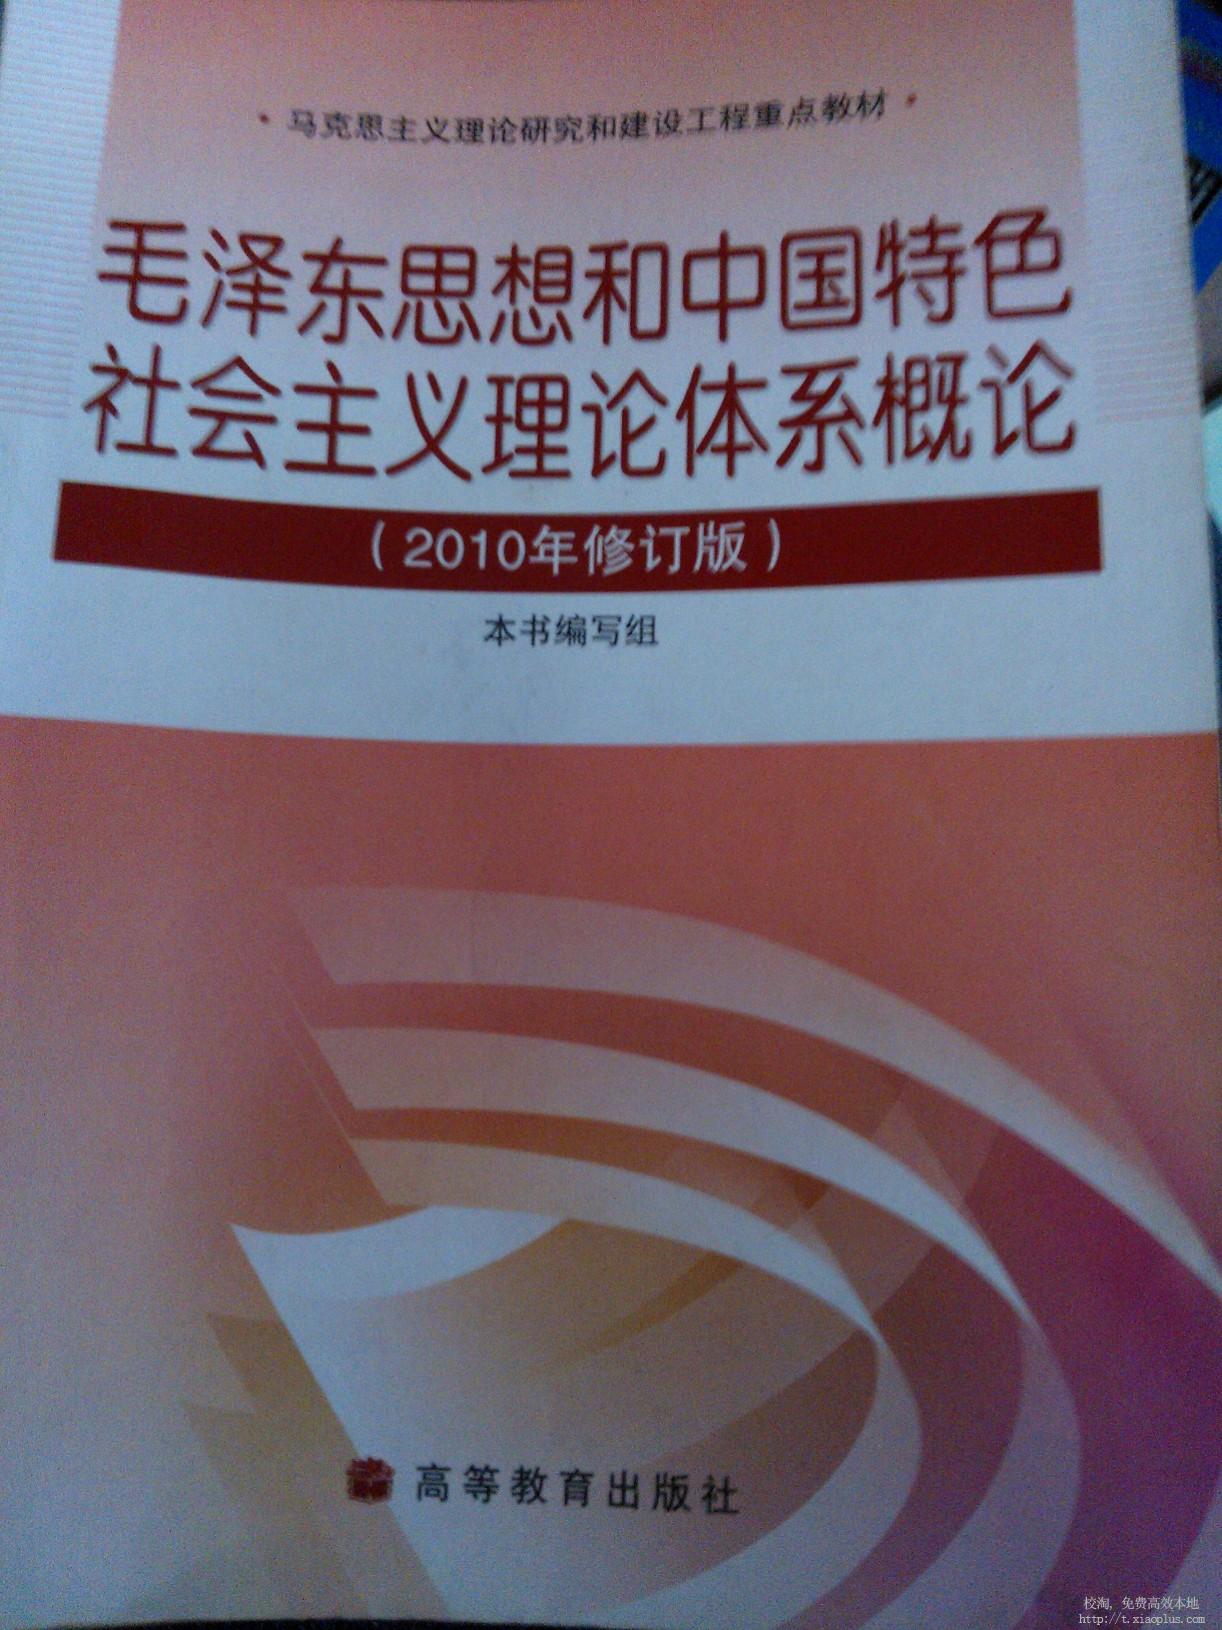 ·马克思主义理论研究和建设工程重点教材·
毛泽东思想和中国特色
社会主义理论体系概论
（2010年修订版）
本书编写组
高等教育出版社
校淘，免费高效本地
http://t.xiaoplus.com